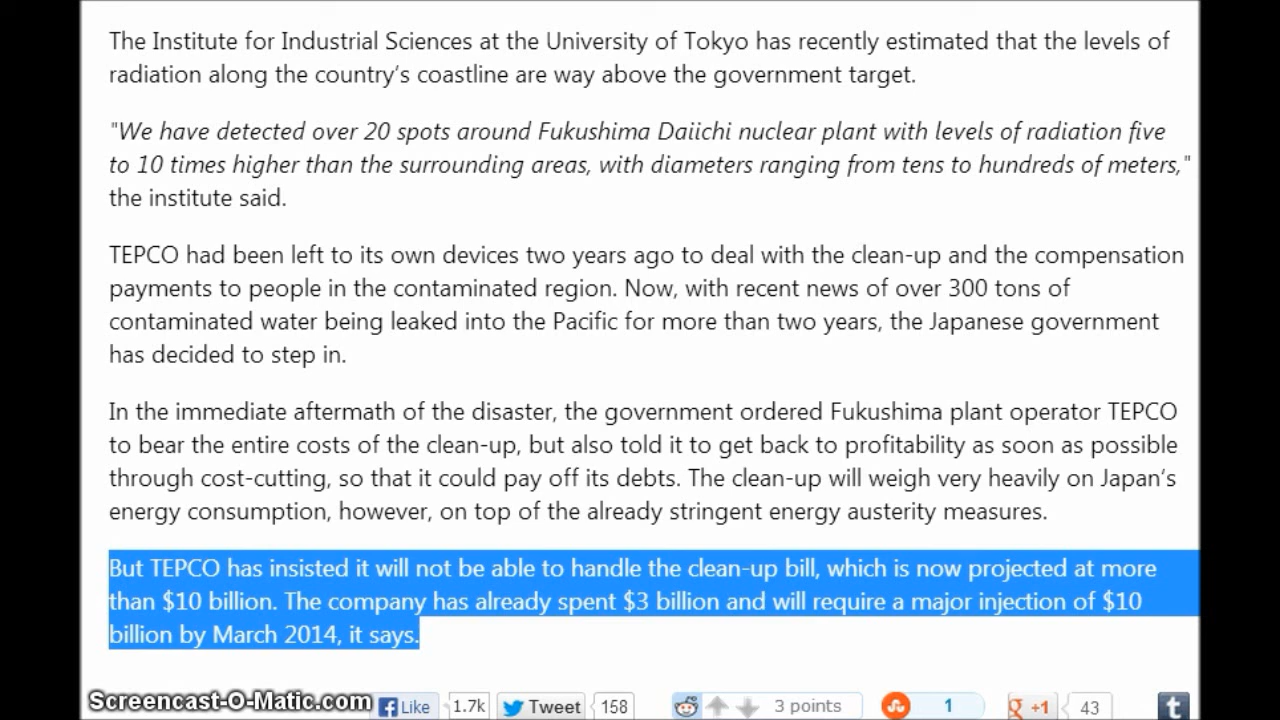 The Institute for Industrial Sciences at the University of Tokyo has recently estimated that the levels of
radiation along the country's coastline are way above the government target.
"We have detected over 20 spots around Fukushima Daiichi nuclear plant with levels of radiation five
to 10 times higher than the surrounding areas, with diameters ranging from tens to hundreds of meters,"
the institute said.
TEPCO had been left to its own devices two years ago to deal with the clean-up and the compensation
payments to people in the contaminated region. Now, with recent news of over 300 tons of
contaminated water being leaked into the Pacific for more than two years, the Japanese government
has decided to step in.
In the immediate aftermath of the disaster, the government ordered Fukushima plant operator TEPCO
to bear the entire costs of the clean-up, but also told it to get back to profitability as soon as possible
through cost-cutting, so that it could pay off its debts. The clean-up will weigh very heavily on Japan's
energy consumption, however, on top of the already stringent energy austerity measures.
But TEPCO has insisted it will not be able to handle the clean-up bill, which is now projected at more
than $10 billion. The company has already spent $3 billion and will require a major injection of $10
billion by March 2014, it says.
Screencast-O-Matic.com Like 1.7k Tweet 158 3 points 1 +1 43